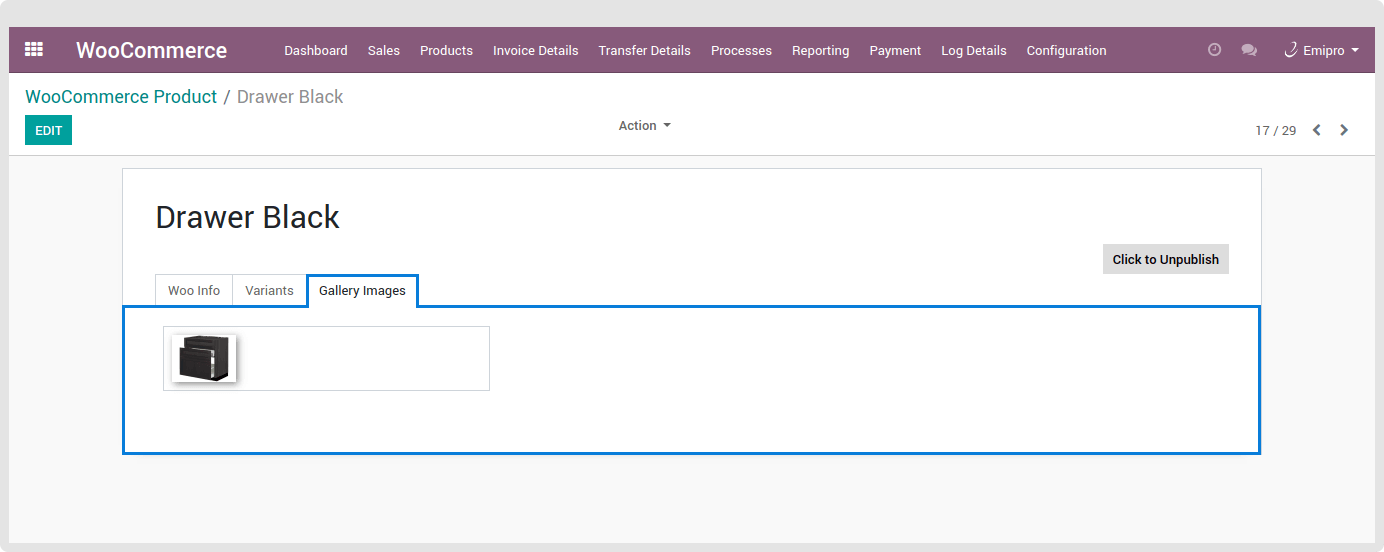 WooCommerce Dashboard Sales Products Invoice Details Transfer Details Processes Reporting Payment Log Details Configuration Emipro
WooCommerce Product / Drawer Black
EDIT Action 17 / 29
Drawer Black
Click to Unpublish
Woo Info Variants Gallery Images